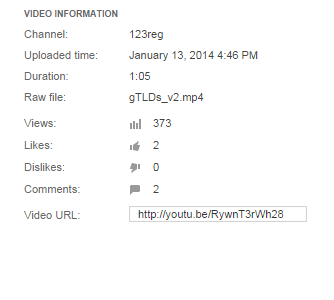 VIDEO INFORMATION
Channel: 123reg
Uploaded time: January 13, 2014 4:46 PM
Duration: 1:05
Raw file: gTLDs_v2.mp4
Views: 373
Likes: 2
Dislikes: 0
Comments: 2
Video URL: http://youtu.be/RywnT3rWh28